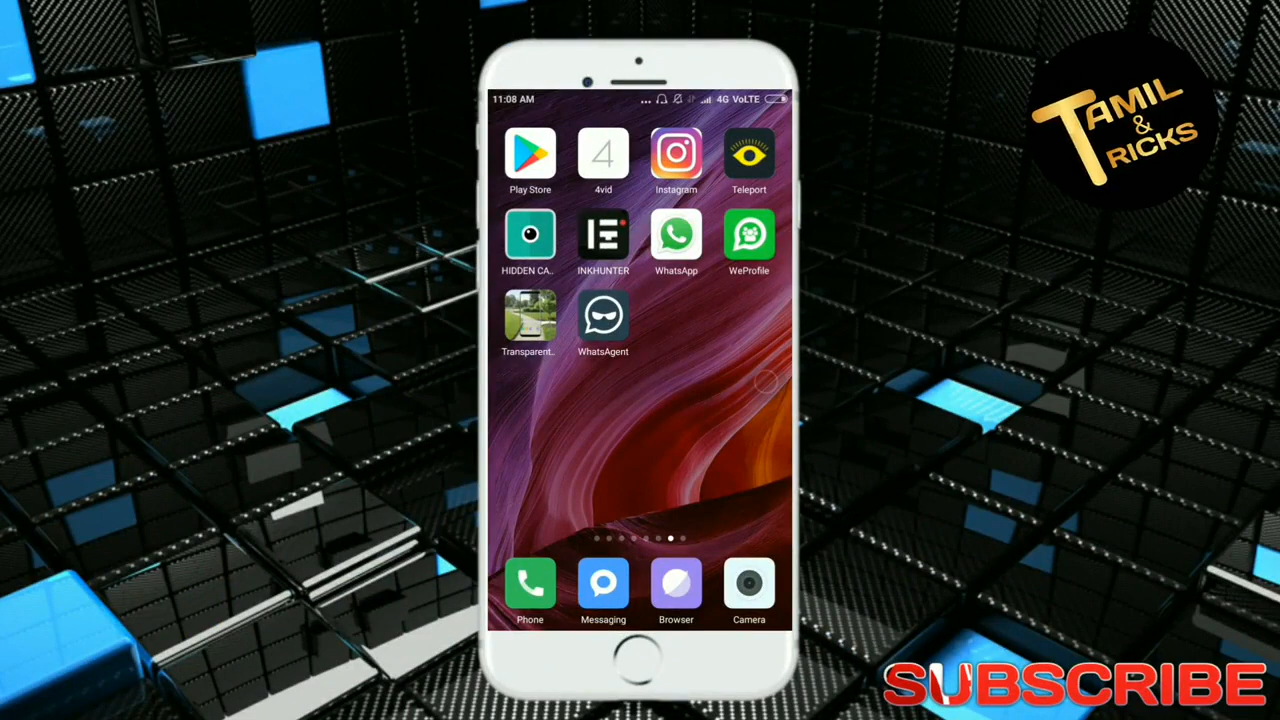 11:08 AM
... 4G VoLTE
Play Store
4vid
Instagram
Teleport
HIDDEN CA..
INKHUNTER
WhatsApp
WeProfile
Transparent..
WhatsAgent
Phone
Messaging
Browser
Camera
TAMIL
&
TRICKS
SUBSCRIBE